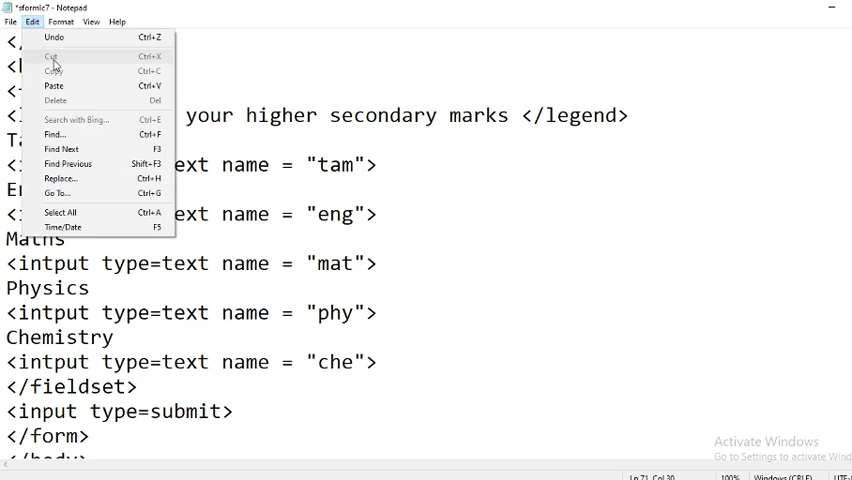 *sformlc7 - Notepad
File Edit Format View Help
Undo Ctrl+Z
Cut Ctrl+X
Copy Ctrl+C
Paste Ctrl+V
Delete Del
Search with Bing... Ctrl+E
Find... Ctrl+F
Find Next F3
Find Previous Shift+F3
Replace... Ctrl+H
Go To... Ctrl+G
Select All Ctrl+A
Time/Date F5
your higher secondary marks </legend>
ext name = "tam">
ext name = "eng">
Maths
<intput type=text name = "mat">
Physics
<intput type=text name = "phy">
Chemistry
<intput type=text name = "che">
</fieldset>
<input type=submit>
</form>
</body>
Activate Windows
Go to Settings to activate Wind
Ln 71, Col 30 100% Windows (CRLF) UTF-8